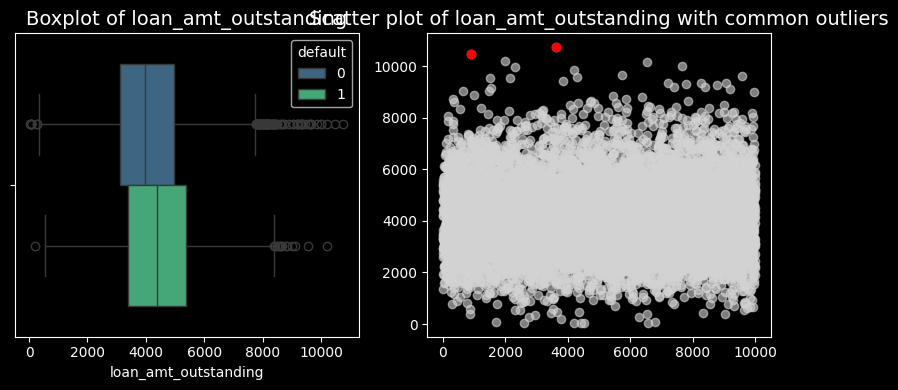 Boxplot of loan_amt_outstanding
Scatter plot of loan_amt_outstanding with common outliers
default
0
1
0 2000 4000 6000 8000 10000
loan_amt_outstanding
10000
8000
6000
4000
2000
0
0 2000 4000 6000 8000 10000